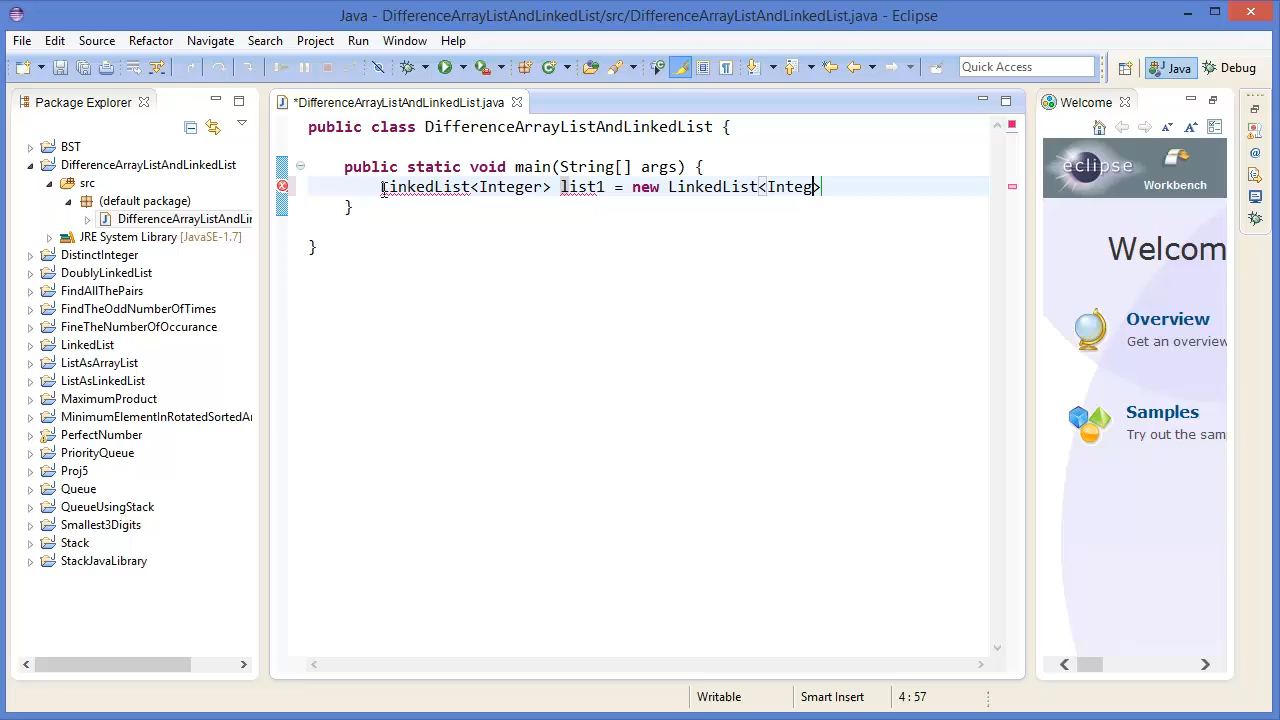 Java - DifferenceArrayListAndLinkedList/src/DifferenceArrayListAndLinkedList.java - Eclipse
File Edit Source Refactor Navigate Search Project Run Window Help
Quick Access
Java
Debug
Package Explorer
*DifferenceArrayListAndLinkedList.java
Welcome
BST
DifferenceArrayListAndLinkedList
src
(default package)
DifferenceArrayListAndLi
JRE System Library [JavaSE-1.7]
DistinctInteger
DoublyLinkedList
FindAllThePairs
FindTheOddNumberOfTimes
FineTheNumberOfOccurance
LinkedList
ListAsArrayList
ListAsLinkedList
MaximumProduct
MinimumElementInRotatedSortedAr
PerfectNumber
PriorityQueue
Proj5
Queue
QueueUsingStack
Smallest3Digits
Stack
StackJavaLibrary
public class DifferenceArrayListAndLinkedList {
public static void main(String[] args) {
LinkedList<Integer> list1 = new LinkedList<Integ>
}
}
eclipse
Workbench
Welcom
Overview
Get an overview
Samples
Try out the sam
Writable
Smart Insert
4 : 57